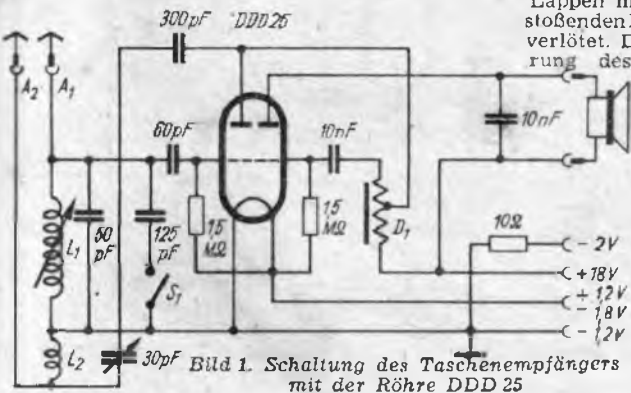 300pF DDD25
Lappen m
stoßenden
verlötet. D
rung des
A2 A1
60pF
10nF
10nF
L1
50
pF
125
pF
1,5
MΩ
1,5
MΩ
D1
10Ω
S1
- 2V
+ 18V
+ 1,2V
- 1,8V
- 1,2V
L2
30pF
Bild 1. Schaltung des Taschenempfängers
mit der Röhre DDD 25